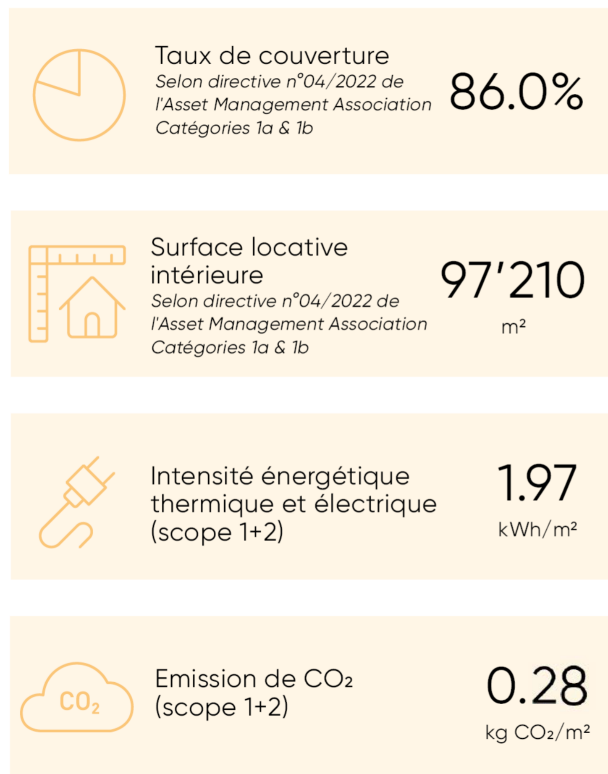 Taux de couverture
Selon directive n°04/2022 de
l'Asset Management Association
Catégories 1a & 1b
86.0%
Surface locative
intérieure
Selon directive n°04/2022 de
l'Asset Management Association
Catégories 1a & 1b
97’210
m²
Intensité énergétique
thermique et électrique
(scope 1+2)
1.97
kWh/m²
CO₂
Emission de CO₂
(scope 1+2)
0.28
kg CO₂/m²